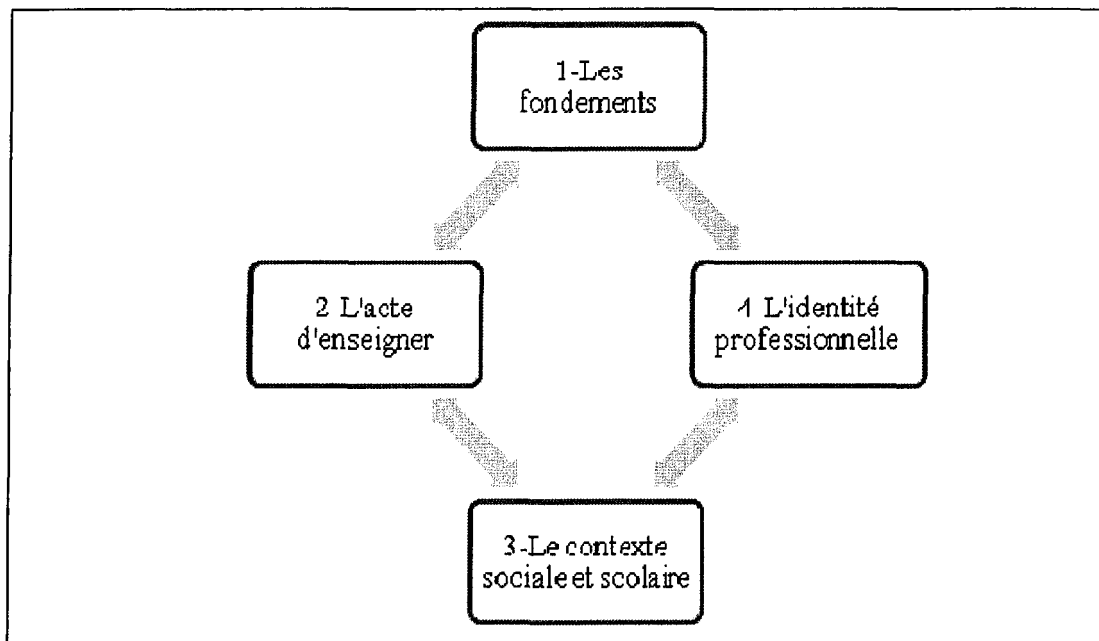 1-Les
fondements
2 L'acte
d'enseigner
4 L'identité
professionnelle
3-Le contexte
sociale et scolaire